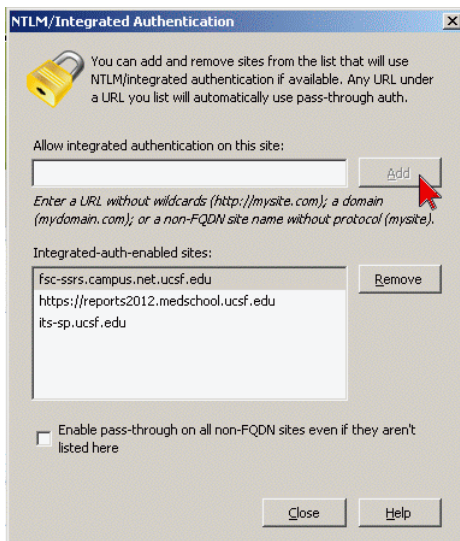 NTLM/Integrated Authentication
You can add and remove sites from the list that will use
NTLM/integrated authentication if available. Any URL under
a URL you list will automatically use pass-through auth.
Allow integrated authentication on this site:
Add
Enter a URL without wildcards (http://mysite.com); a domain
(mydomain.com); or a non-FQDN site name without protocol (mysite).
Integrated-auth-enabled sites:
fsc-ssrs.campus.net.ucsf.edu
Remove
https://reports2012.medschool.ucsf.edu
its-sp.ucsf.edu
Enable pass-through on all non-FQDN sites even if they aren't
listed here
Close
Help